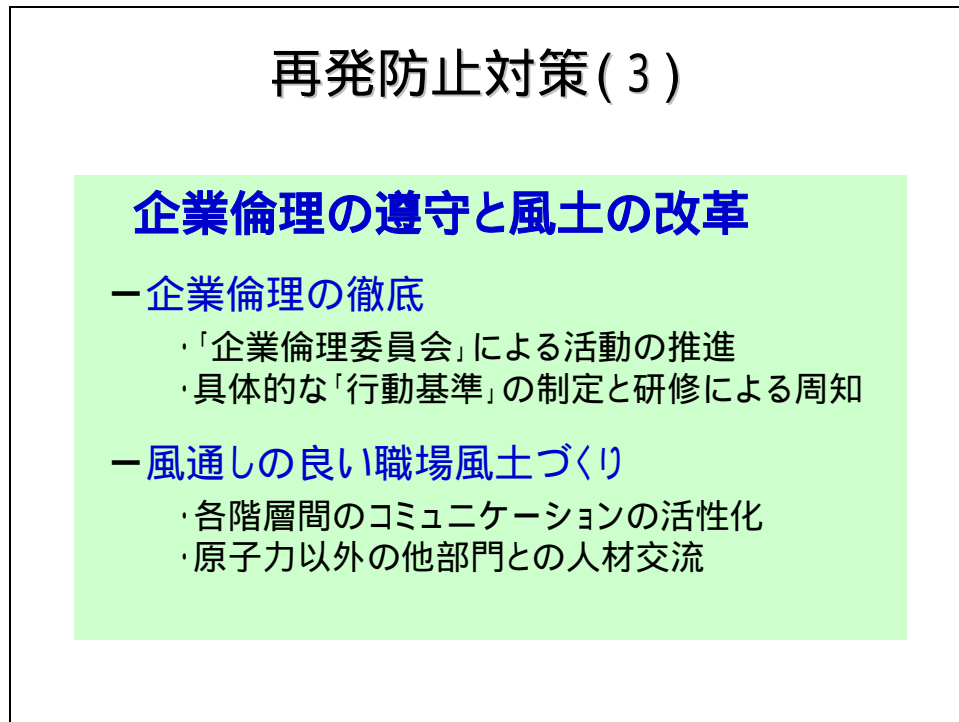 再発防止対策(3)
企業倫理の遵守と風土の改革
ー企業倫理の徹底
・「企業倫理委員会」による活動の推進
・具体的な「行動基準」の制定と研修による周知
ー風通しの良い職場風土づくり
・各階層間のコミュニケーションの活性化
・原子力以外の他部門との人材交流